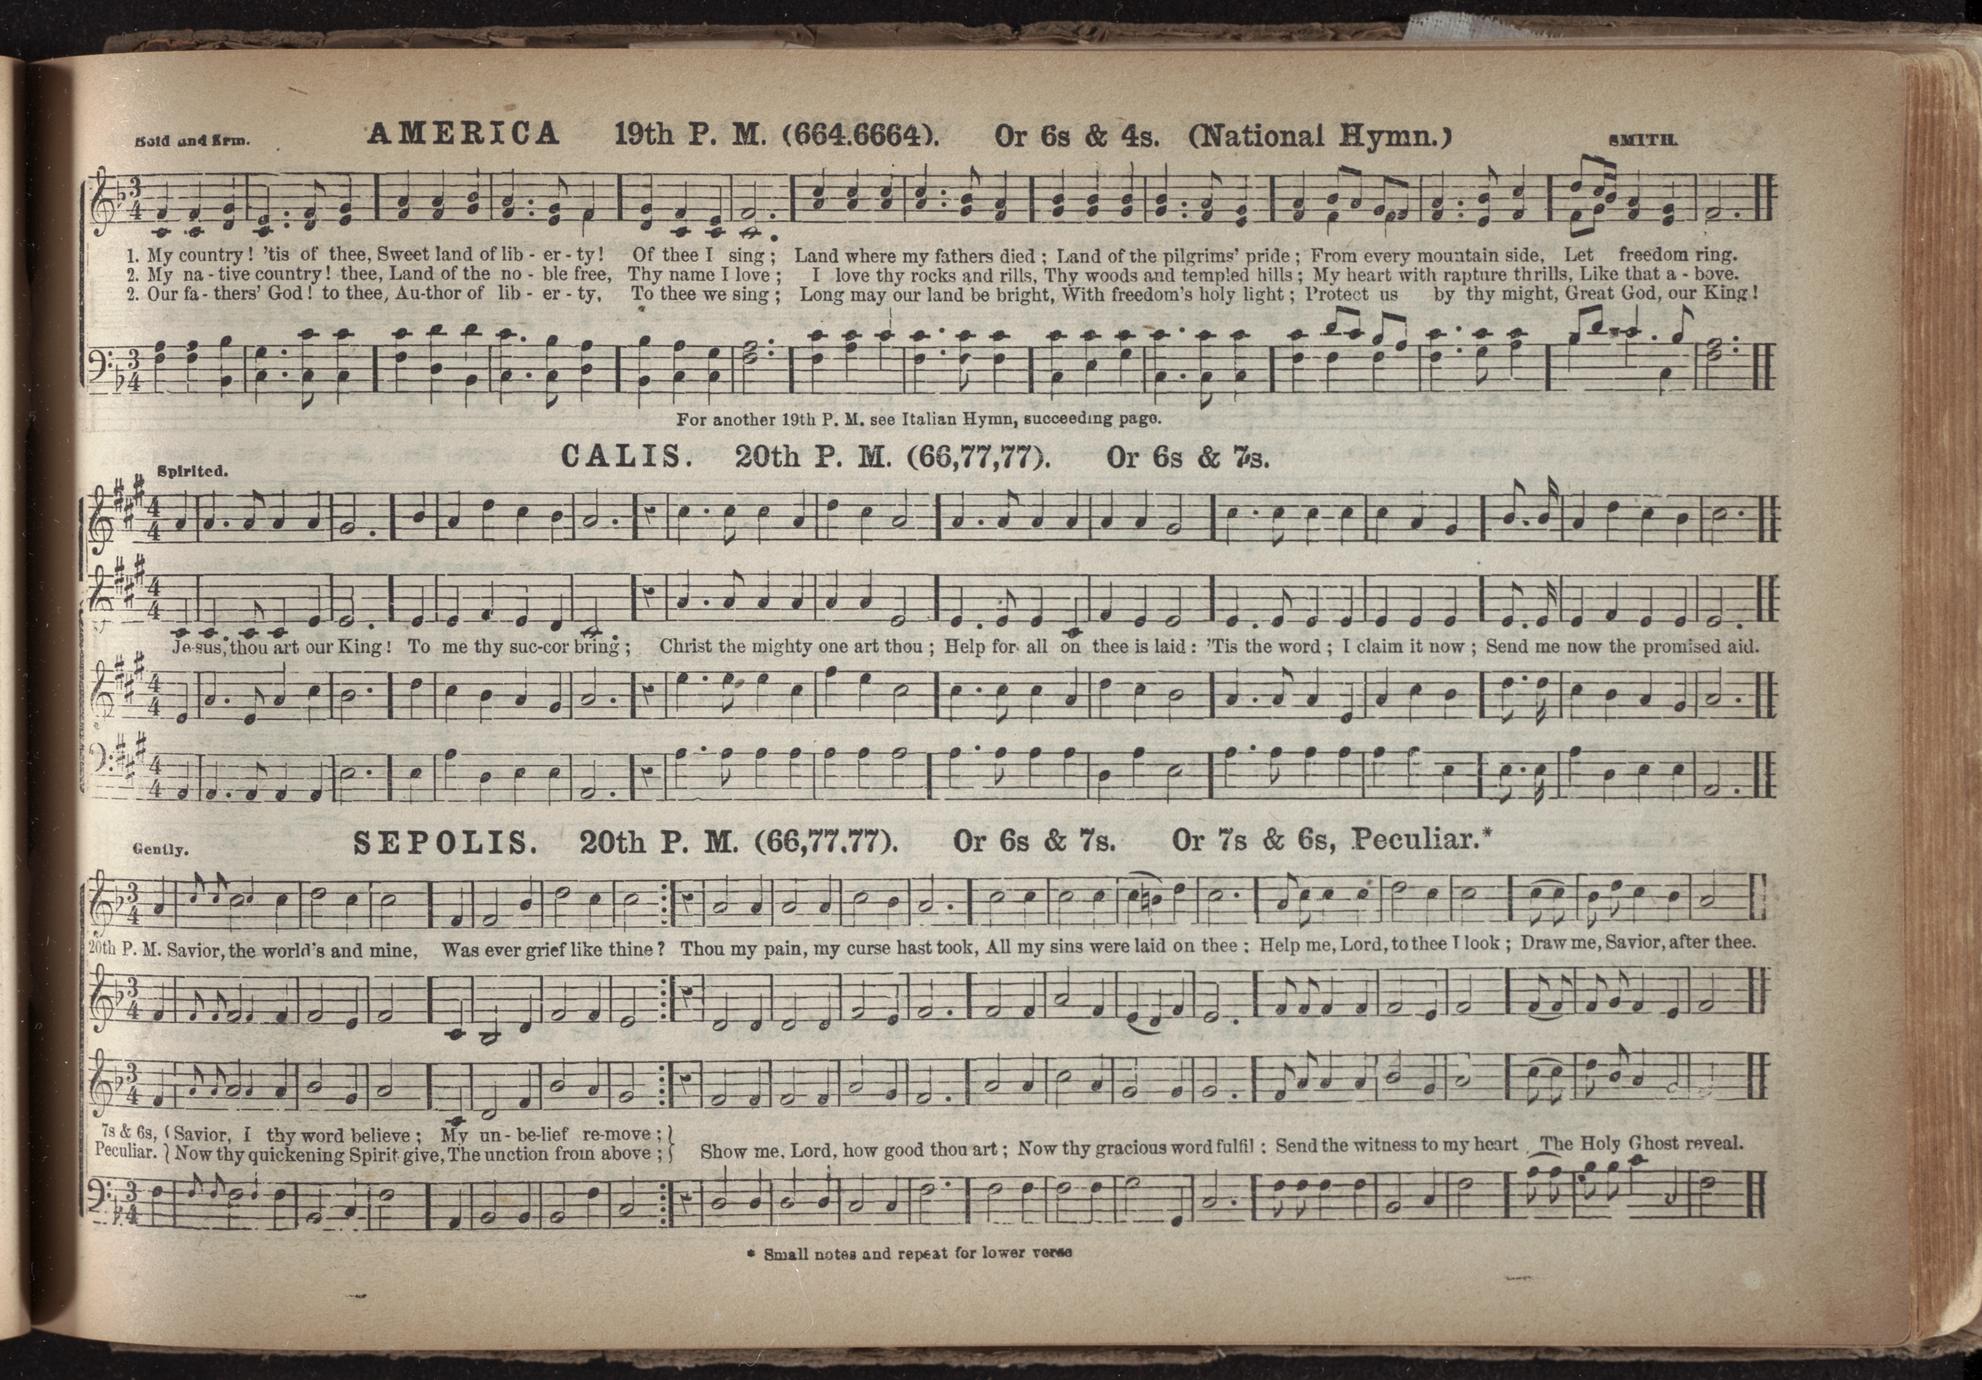 Bold and Firm. AMERICA 19th P. M. (664.6664). Or 6s & 4s. (National Hymn.) SMITH.
1. My country! 'tis of thee, Sweet land of lib - er - ty! Of thee I sing; Land where my fathers died; Land of the pilgrims' pride; From every mountain side, Let freedom ring.
2. My na - tive country! thee, Land of the no - ble free, Thy name I love; I love thy rocks and rills, Thy woods and templed hills; My heart with rapture thrills, Like that a - bove.
2. Our fa - thers' God! to thee, Au-thor of lib - er - ty, To thee we sing; Long may our land be bright, With freedom's holy light; Protect us by thy might, Great God, our King!
For another 19th P. M. see Italian Hymn, succeeding page.
CALIS. 20th P. M. (66,77,77). Or 6s & 7s.
Spirited.
Je-sus, thou art our King! To me thy suc-cor bring; Christ the mighty one art thou; Help for all on thee is laid: 'Tis the word; I claim it now; Send me now the promised aid.
SEPOLIS. 20th P. M. (66,77.77). Or 6s & 7s. Or 7s & 6s, Peculiar.*
Gently.
20th P. M. Savior, the world's and mine, Was ever grief like thine? Thou my pain, my curse hast took, All my sins were laid on thee: Help me, Lord, to thee I look; Draw me, Savior, after thee.
7s & 6s, { Savior, I thy word believe; My un - be-lief re-move; }
Peculiar. } Now thy quickening Spirit give, The unction from above; { Show me, Lord, how good thou art; Now thy gracious word fulfil: Send the witness to my heart The Holy Ghost reveal.
* Small notes and repeat for lower verse